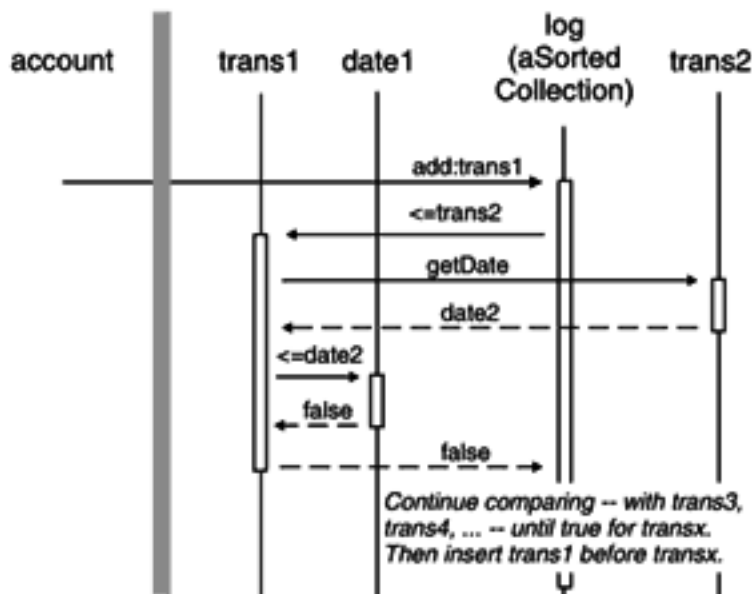 account
trans1
date1
log
(aSorted
Collection)
trans2
add:trans1
<=trans2
getDate
date2
<=date2
false
false
Continue comparing -- with trans3,
trans4, ... -- until true for transx.
Then insert trans1 before transx.